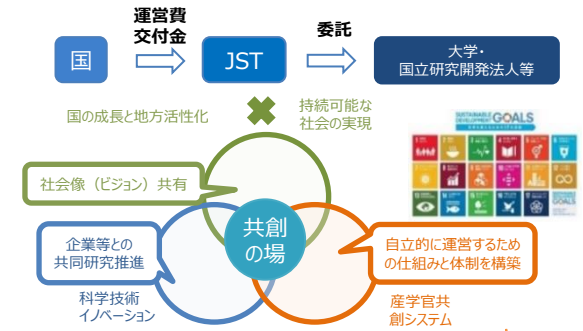 運営費
交付金
委託
国
JST
大学・
国立研究開発法人等
国の成長と地方活性化
持続可能な
社会の実現
SUSTAINABLE
DEVELOPMENT GOALS
社会像（ビジョン）共有
共創
の場
企業等との
共同研究推進
自立的に運営するため
の仕組みと体制を構築
科学技術
イノベーション
産学官共
創システム